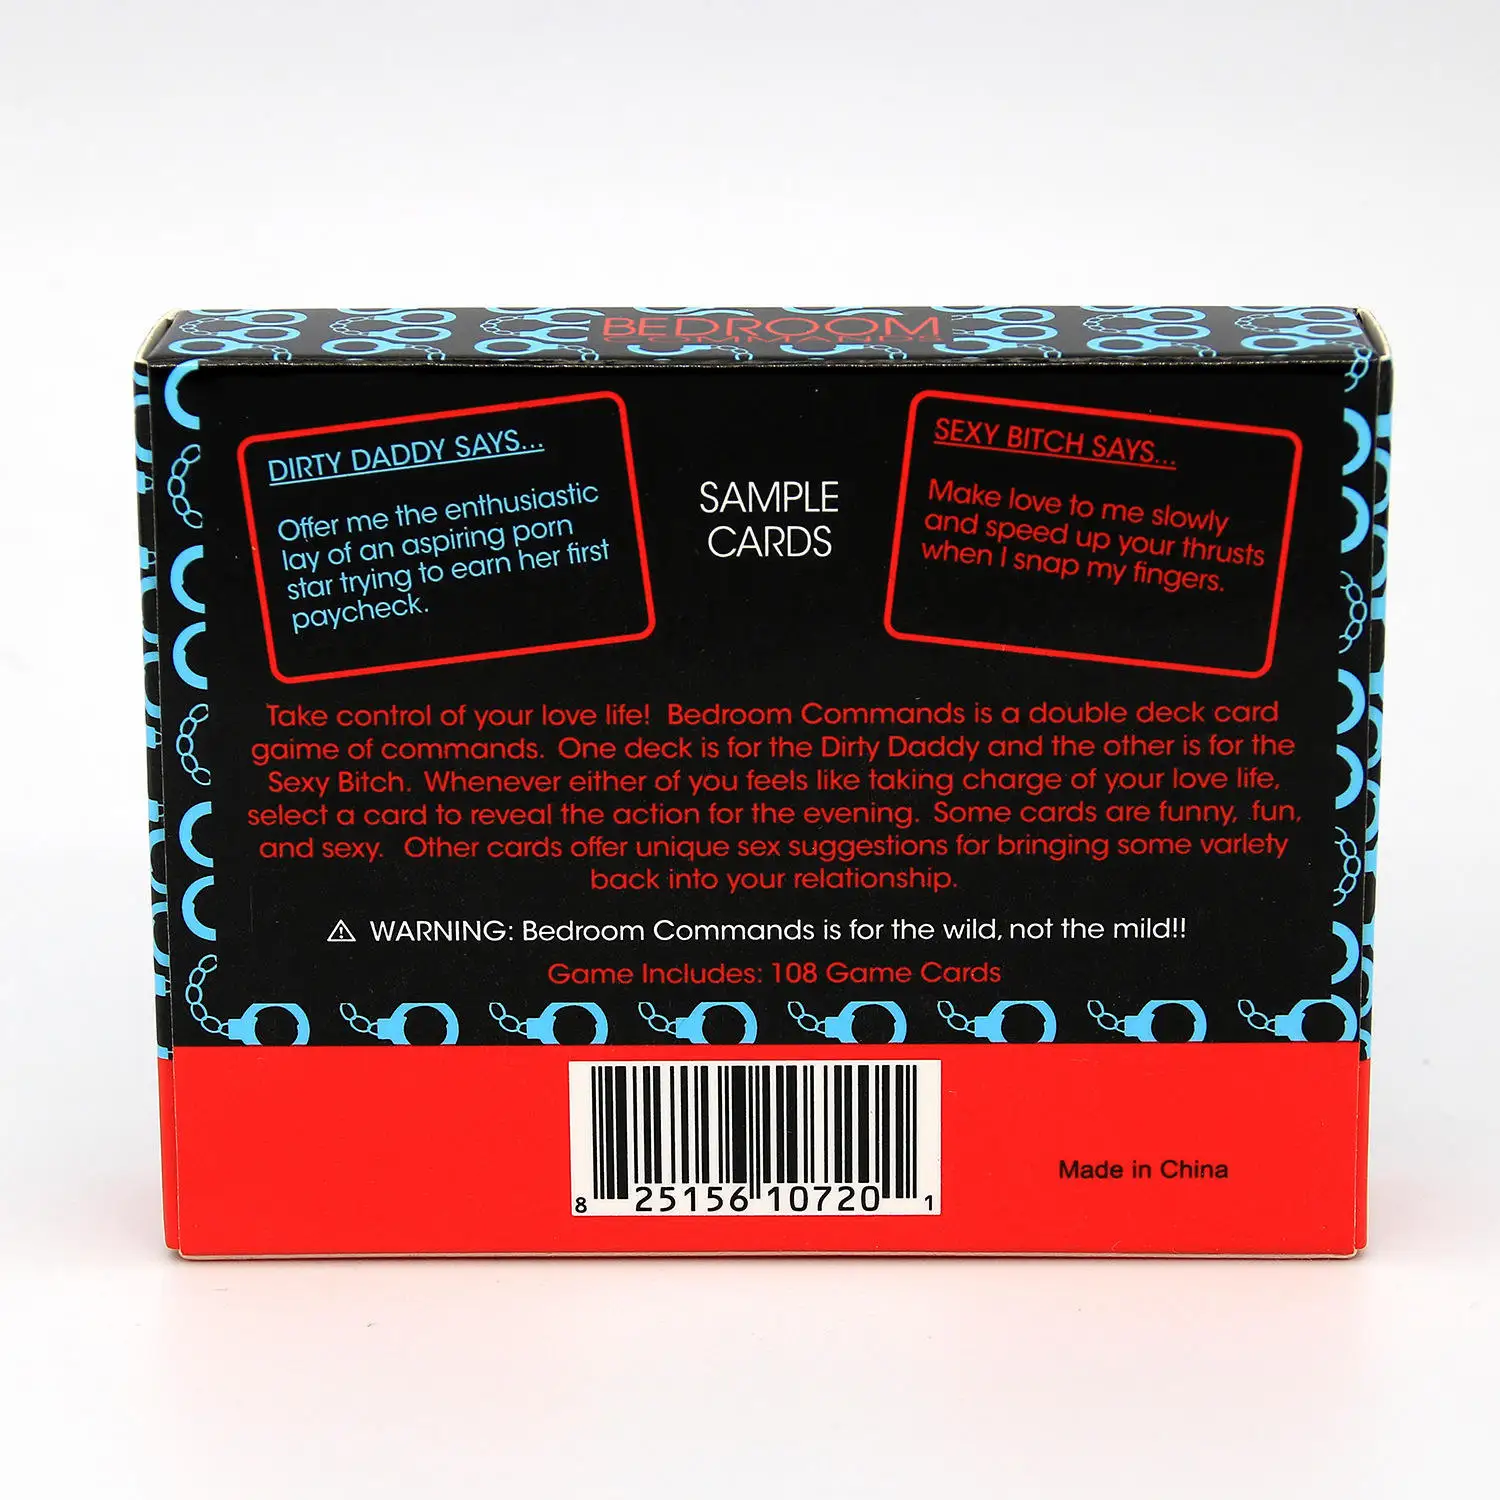 BEDROOM
COMMANDS
DIRTY DADDY SAYS...
Offer me the enthusiastic
lay of an aspiring porn
star trying to earn her first
paycheck.
SAMPLE
CARDS
SEXY BITCH SAYS...
Make love to me slowly
and speed up your thrusts
when I snap my fingers.
Take control of your love life! Bedroom Commands is a double deck card
gaime of commands. One deck is for the Dirty Daddy and the other is for the
Sexy Bitch. Whenever either of you feels like taking charge of your love life,
select a card to reveal the action for the evening. Some cards are funny, fun,
and sexy. Other cards offer unique sex suggestions for bringing some varlety
back into your relationship.
⚠ WARNING: Bedroom Commands is for the wild, not the mild!!
Game Includes: 108 Game Cards
8 25156 10720 1
Made in China